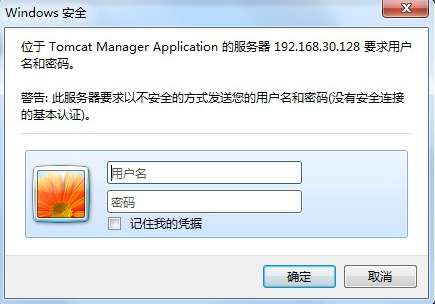 Windows 安全
位于 Tomcat Manager Application 的服务器 192.168.30.128 要求用户
名和密码。
警告: 此服务器要求以不安全的方式发送您的用户名和密码(没有安全连接
的基本认证)。
用户名
密码
记住我的凭据
确定
取消